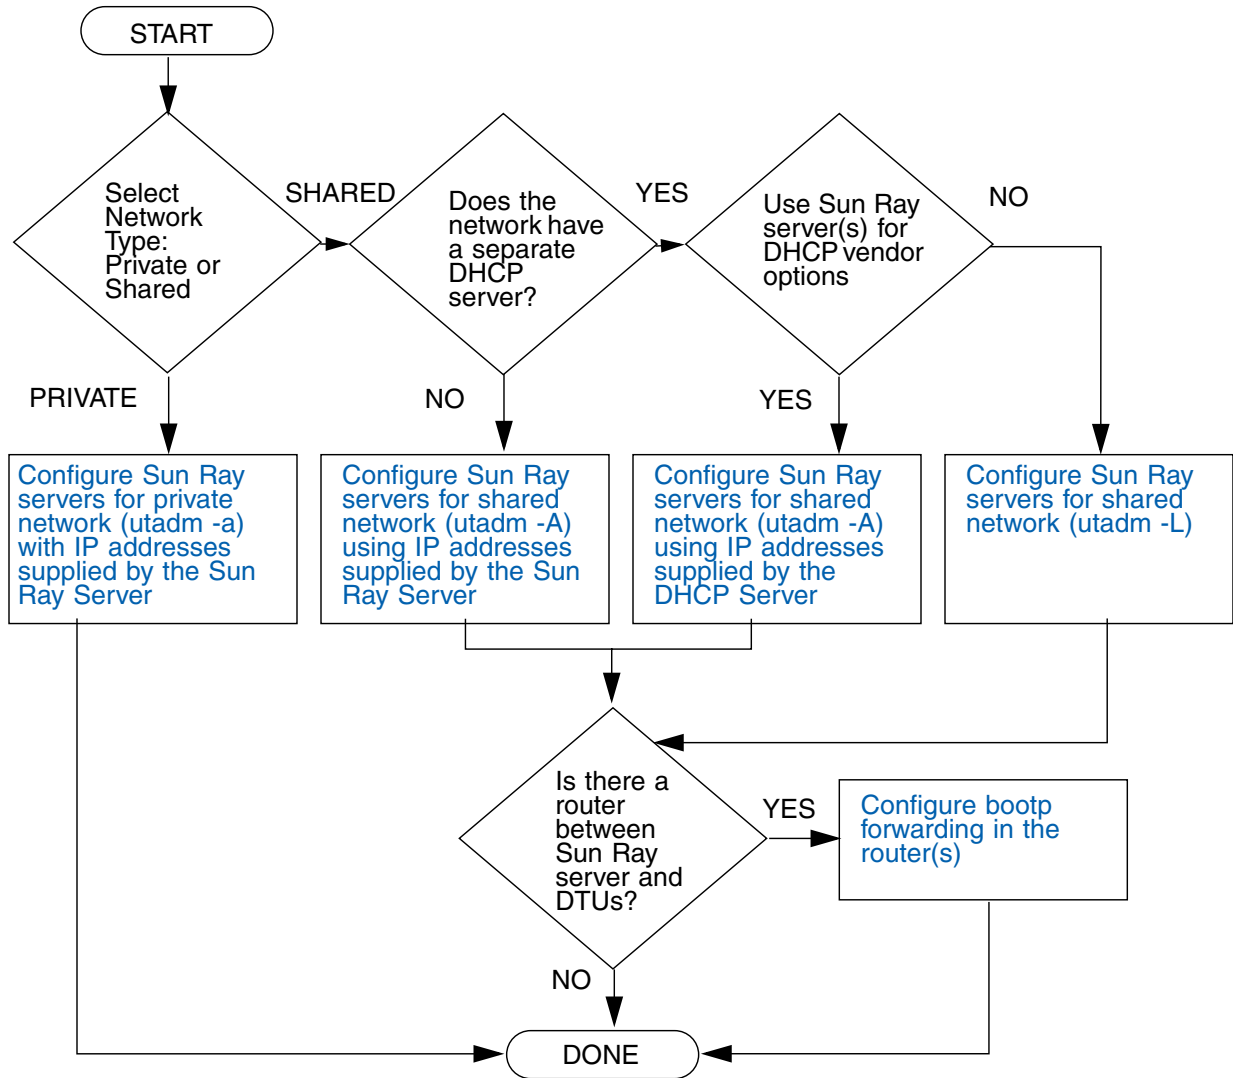 START
Select
Network
Type:
Private or
Shared
SHARED
Does the
network have
a separate
DHCP
server?
YES
Use Sun Ray
server(s) for
DHCP vendor
options
NO
PRIVATE
NO
YES
Configure Sun Ray
servers for private
network (utadm -a)
with IP addresses
supplied by the Sun
Ray Server
Configure Sun Ray
servers for shared
network (utadm -A)
using IP addresses
supplied by the Sun
Ray Server
Configure Sun Ray
servers for shared
network (utadm -A)
using IP addresses
supplied by the
DHCP Server
Configure Sun Ray
servers for shared
network (utadm -L)
Is there a
router
between
Sun Ray
server and
DTUs?
YES
Configure bootp
forwarding in the
router(s)
NO
DONE